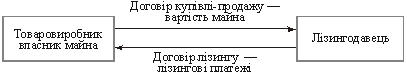 Договір купівлі-продажу —
вартість майна
Товаровиробник
власник майна
Лізингодавець
Договір лізингу —
лізингові платежі